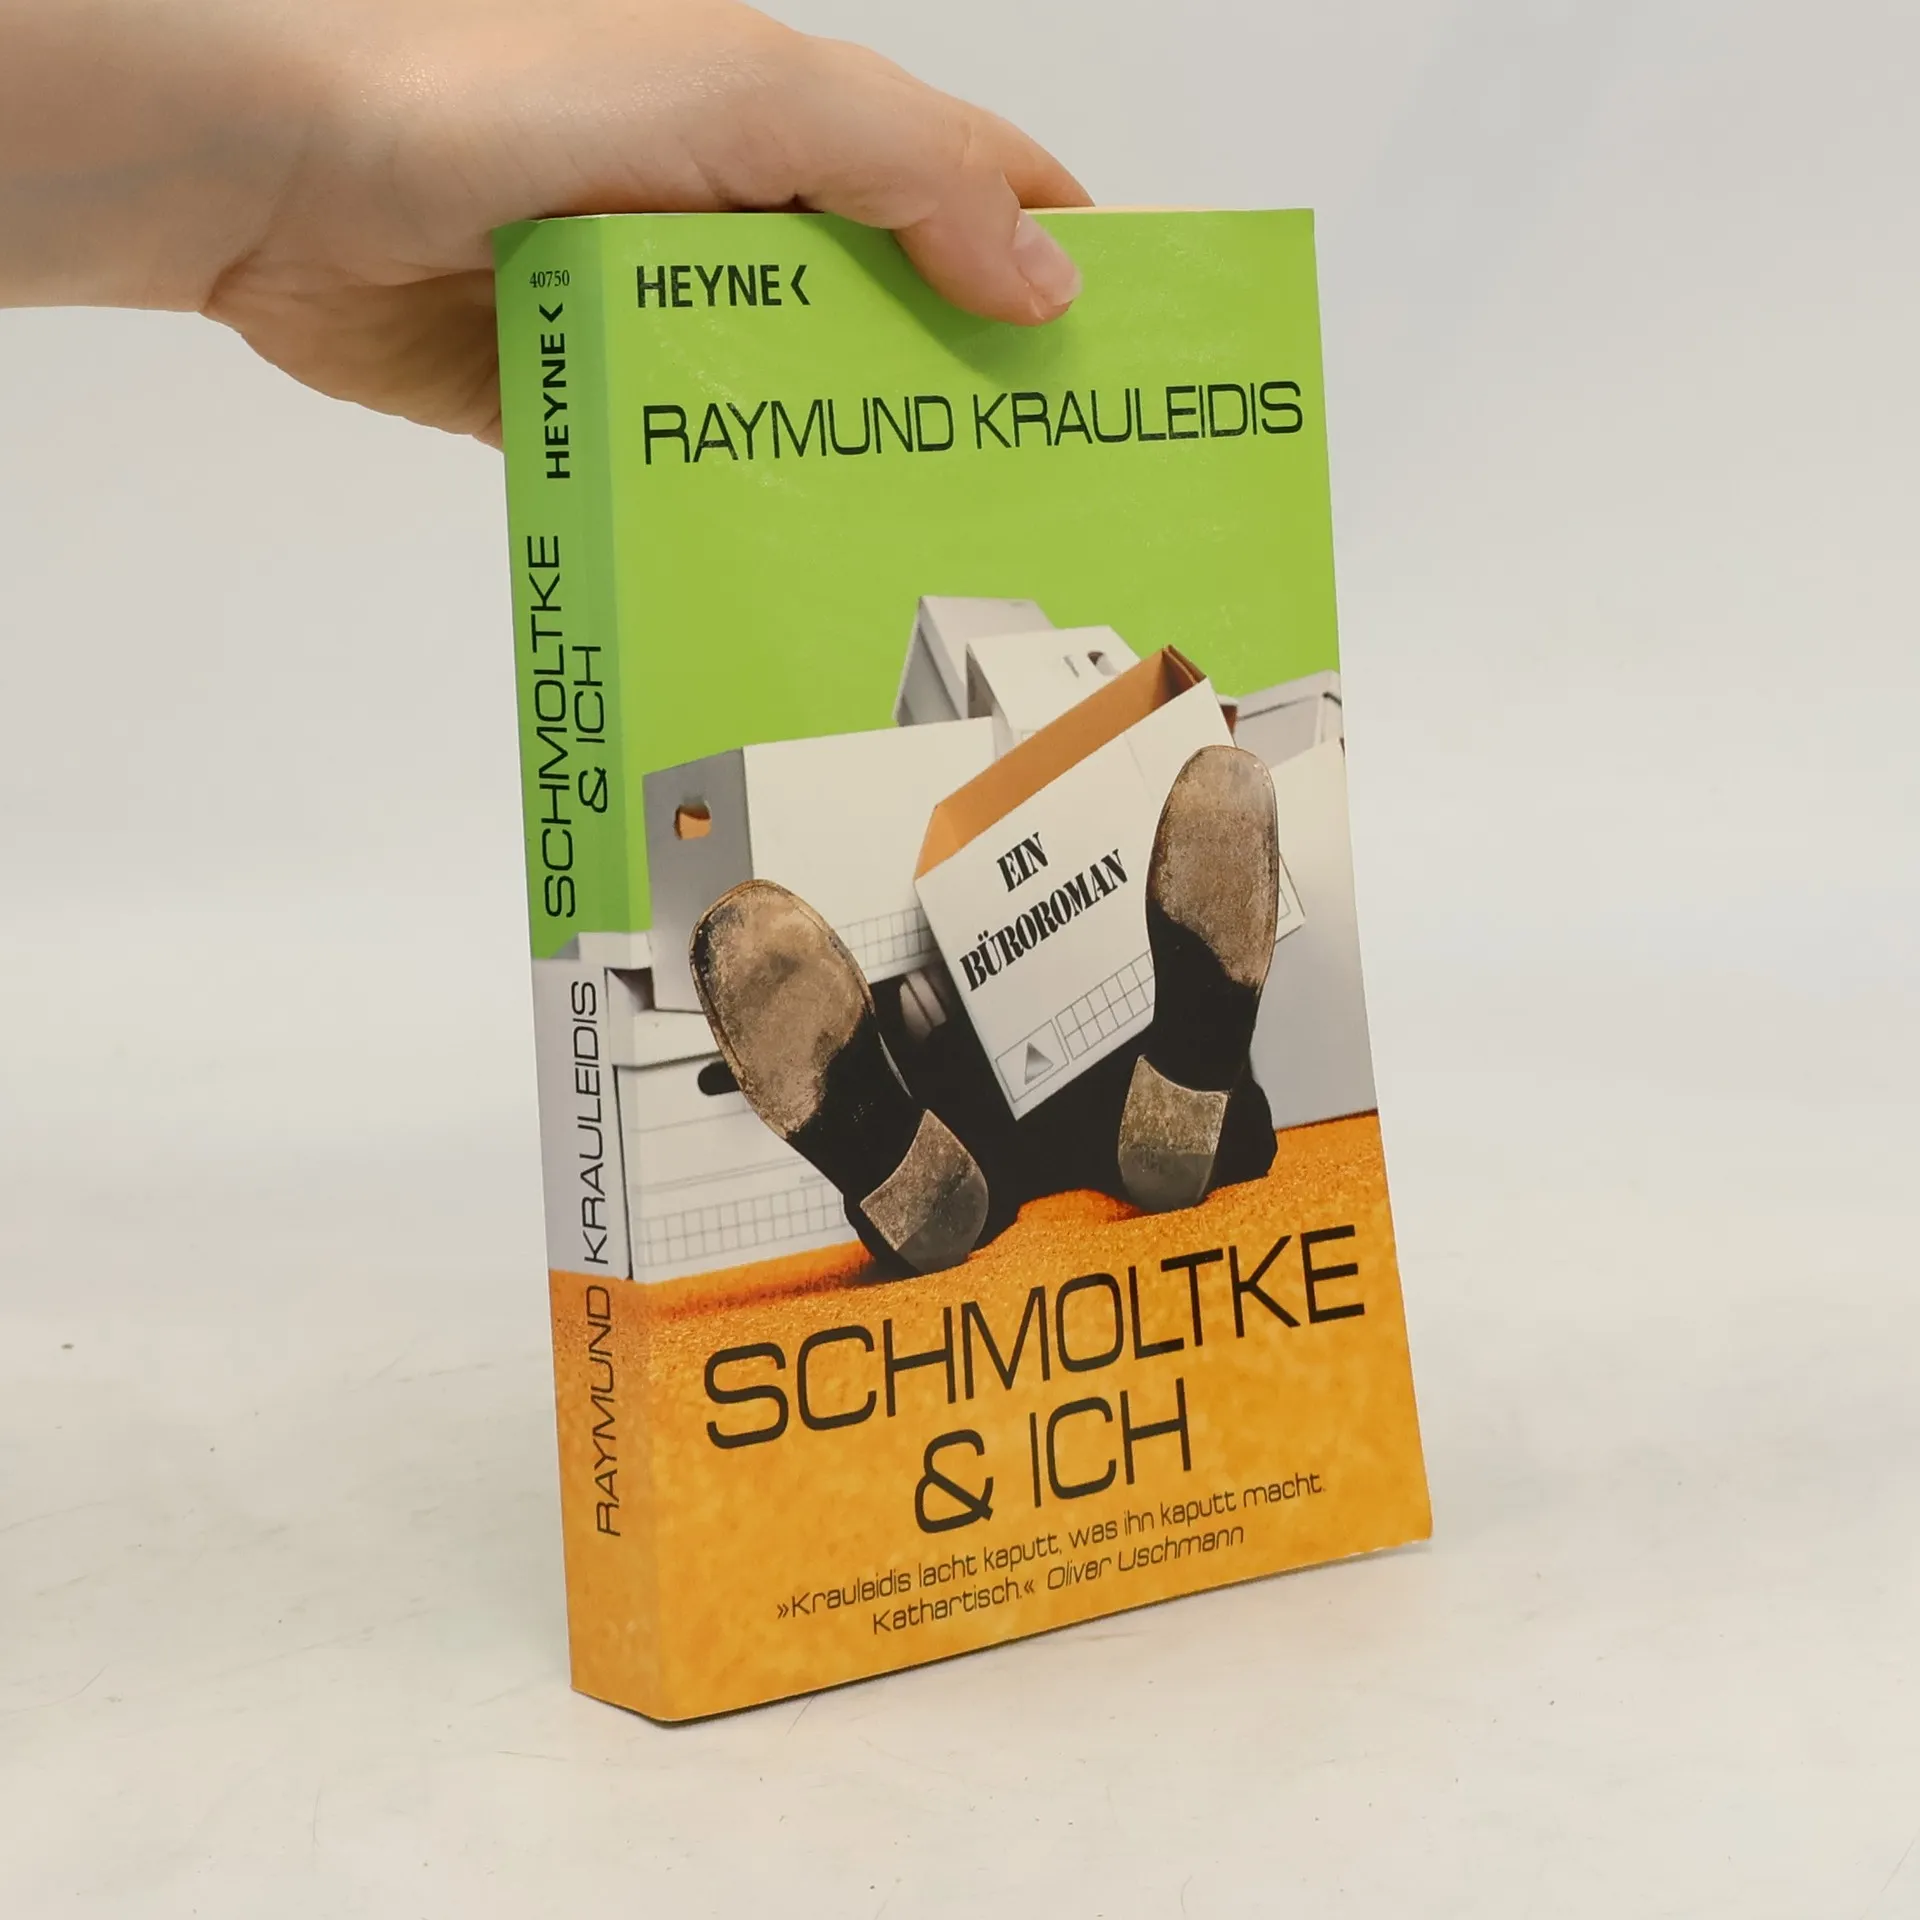 40750
HEYNE<
SCHMOLTKE
& ICH
RAYMUND KRAULEIDIS
HEYNE<
RAYMUND KRAULEIDIS
EIN
BÜROROMAN
SCHMOLTKE
& ICH
»Krauleidis lacht kaputt, was ihn kaputt macht.
Kathartisch.« Oliver Uschmann